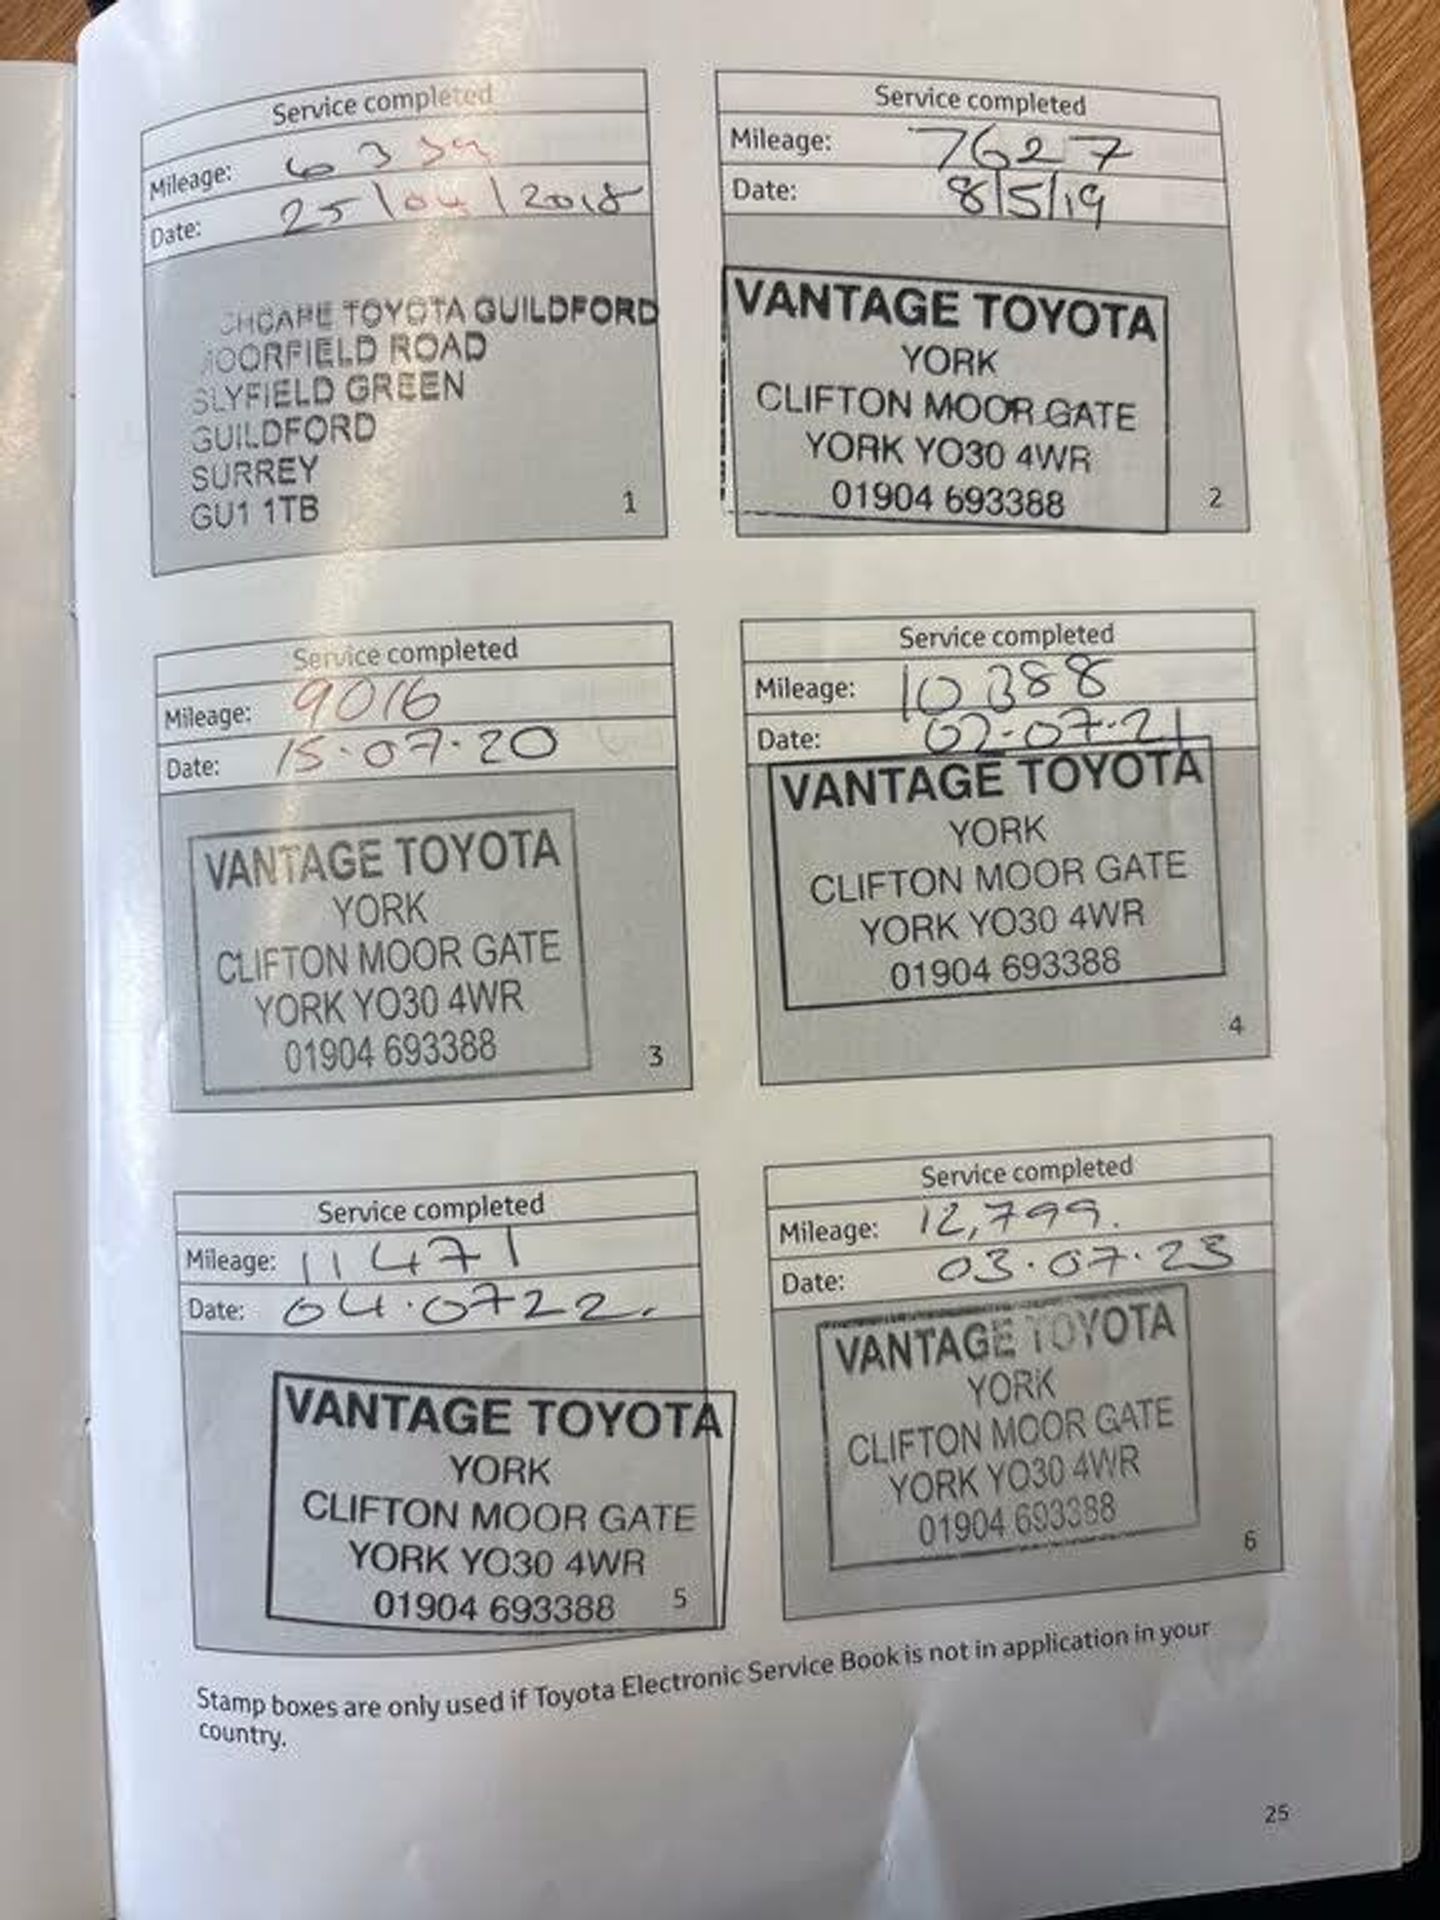 Service completed
Mileage:
Date: 25/04/2018
TOYOTA GUILDFORD
ROAD
SLYFIELD GREEN
GUILDFORD
SURREY
GU1 1TB
1
Service completed
Mileage: 7627
Date: 8/5/19
VANTAGE TOYOTA
YORK
CLIFTON MOOR GATE
YORK YO30 4WR
01904 693388
2
Service completed
Mileage: 9016
Date: 15.07.20
VANTAGE TOYOTA
YORK
CLIFTON MOOR GATE
YORK YO30 4WR
01904 693388
3
Service completed
Mileage: 10388
Date: 02.07.21
VANTAGE TOYOTA
YORK
CLIFTON MOOR GATE
YORK YO30 4WR
01904 693388
4
Service completed
Mileage: 11471
Date: 04.0722.
VANTAGE TOYOTA
YORK
CLIFTON MOOR GATE
YORK YO30 4WR
01904 693388
5
Service completed
Mileage: 12,799.
Date: 03.07.23
VANTAGE TOYOTA
YORK
CLIFTON MOOR GATE
YORK YO30 4WR
01904 693388
6
Stamp boxes are only used if Toyota Electronic Service Book is not in application in your
country.
25